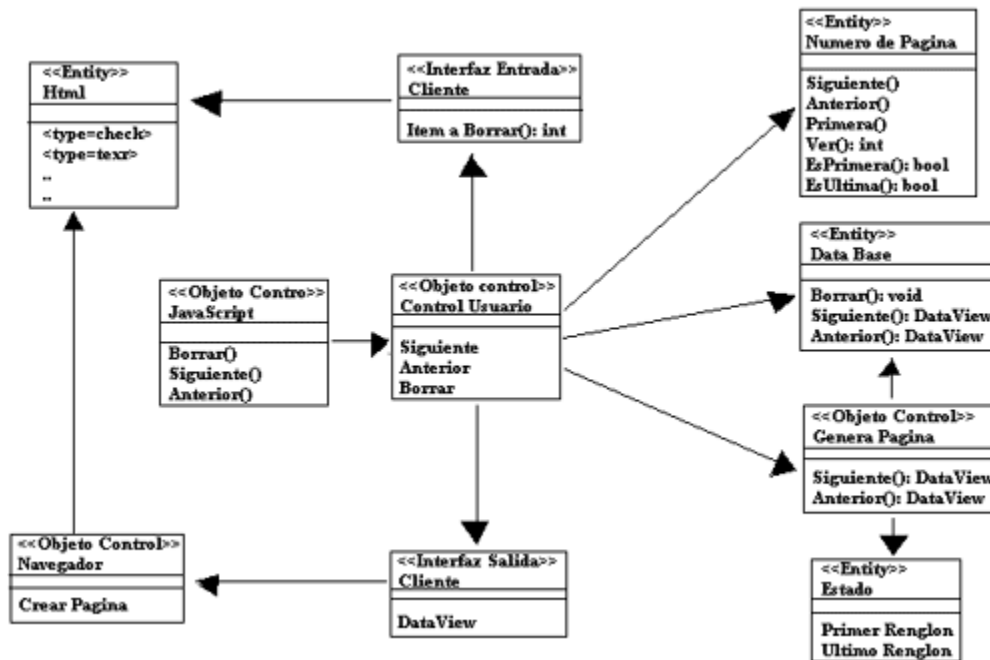 <<Entity>>
Html
<type=check>
<type=texr>
..
..
<<Interfaz Entrada>>
Cliente
Item a Borrar(): int
<<Entity>>
Numero de Pagina
Siguiente()
Anterior()
Primera()
Ver(): int
EsPrimera(): bool
EsUltima(): bool
<<Objeto Contro>>
JavaScript
Borrar()
Siguiente()
Anterior()
<<Objeto control>>
Control Usuario
Siguiente
Anterior
Borrar
<<Entity>>
Data Base
Borrar(): void
Siguiente(): DataView
Anterior(): DataView
<<Objeto Control>>
Genera Pagina
Siguiente(): DataView
Anterior(): DataView
<<Objeto Control>>
Navegador
Crear Pagina
<<Interfaz Salida>>
Cliente
DataView
<<Entity>>
Estado
Primer Renglon
Ultimo Renglon